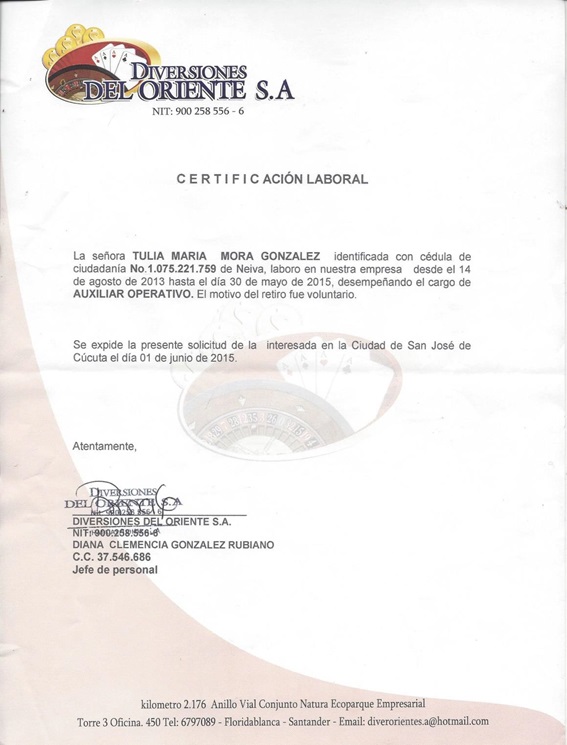 DIVERSIONES
DEL ORIENTE S.A
NIT: 900 258 556 - 6
C E R T I F I C ACIÓN LABORAL
La señora TULIA MARIA MORA GONZALEZ identificada con cédula de
ciudadanía No.1.075.221.759 de Neiva, laboro en nuestra empresa desde el 14
de agosto de 2013 hasta el día 30 de mayo de 2015, desempeñando el cargo de
AUXILIAR OPERATIVO. El motivo del retiro fue voluntario.
Se expide la presente solicitud de la interesada en la Ciudad de San José de
Cúcuta el día 01 de junio de 2015.
Atentamente,
DIVERSIONES
DEL ORIENTE S.A
DIVERSIONES DEL ORIENTE S.A.
NIT: 900.258.556-6
DIANA CLEMENCIA GONZALEZ RUBIANO
C.C. 37.546.686
Jefe de personal
kilometro 2.176 Anillo Vial Conjunto Natura Ecoparque Empresarial
Torre 3 Oficina. 450 Tel: 6797089 - Floridablanca - Santander - Email: diverorientes.a@hotmail.com